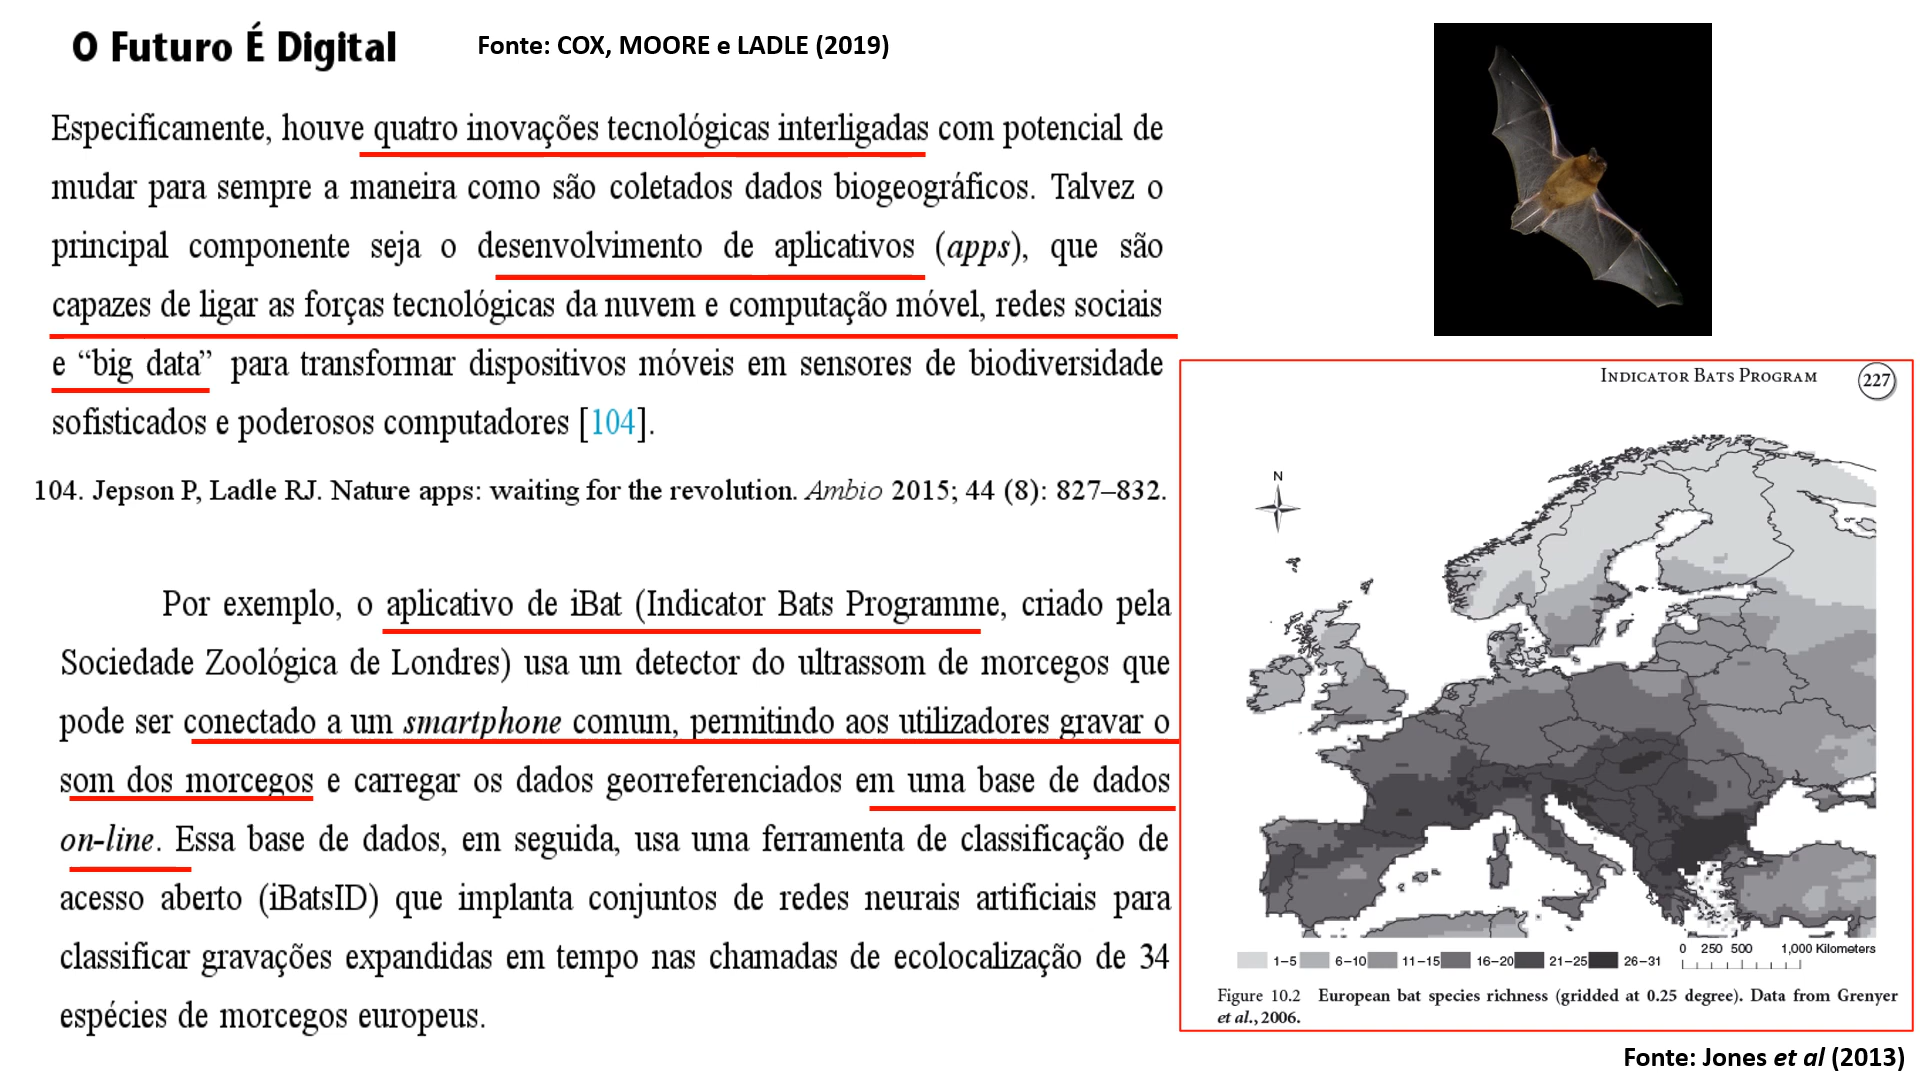 O Futuro É Digital
Fonte: COX, MOORE e LADLE (2019)
Especificamente, houve quatro inovações tecnológicas interligadas com potencial de
mudar para sempre a maneira como são coletados dados biogeográficos. Talvez o
principal componente seja o desenvolvimento de aplicativos (apps), que são
capazes de ligar as forças tecnológicas da nuvem e computação móvel, redes sociais
e “big data” para transformar dispositivos móveis em sensores de biodiversidade
sofisticados e poderosos computadores [104].
104. Jepson P, Ladle RJ. Nature apps: waiting for the revolution. Ambio 2015; 44 (8): 827–832.
Por exemplo, o aplicativo de iBat (Indicator Bats Programme, criado pela
Sociedade Zoológica de Londres) usa um detector do ultrassom de morcegos que
pode ser conectado a um smartphone comum, permitindo aos utilizadores gravar o
som dos morcegos e carregar os dados georreferenciados em uma base de dados
on-line. Essa base de dados, em seguida, usa uma ferramenta de classificação de
acesso aberto (iBatsID) que implanta conjuntos de redes neurais artificiais para
classificar gravações expandidas em tempo nas chamadas de ecolocalização de 34
espécies de morcegos europeus.
INDICATOR BATS PROGRAM 227
N
0 250 500 1,000 Kilometers
1–5 6–10 11–15 16–20 21–25 26–31
Figure 10.2 European bat species richness (gridded at 0.25 degree). Data from Grenyer
et al., 2006.
Fonte: Jones et al (2013)